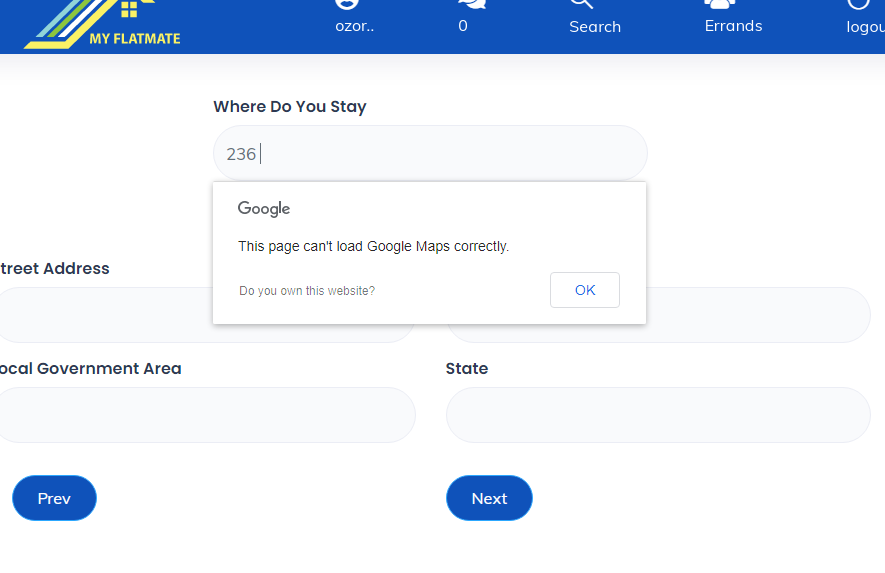 MY FLATMATE
ozor..
0
Search
Errands
logou
Where Do You Stay
236
Google
This page can't load Google Maps correctly.
Do you own this website?
OK
treet Address
ocal Government Area
State
Prev
Next